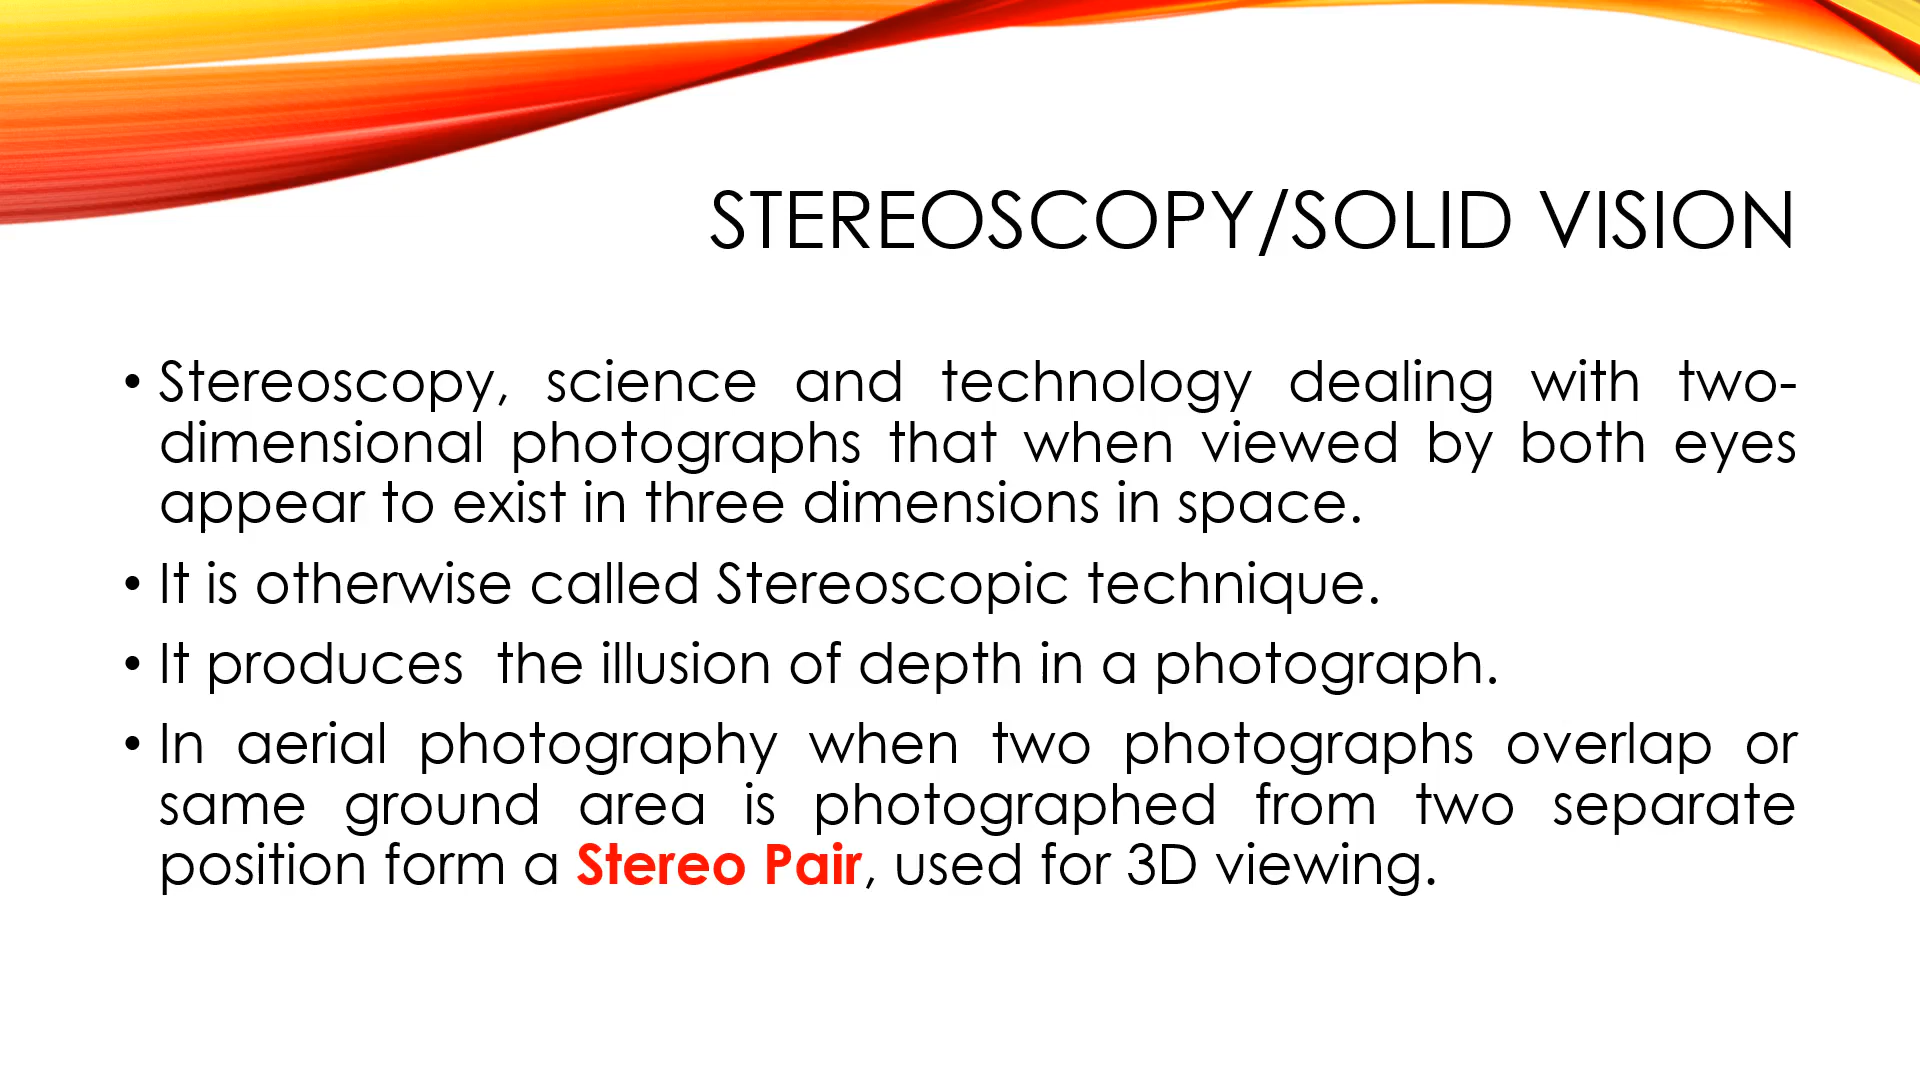 STEREOSCOPY/SOLID VISION
• Stereoscopy, science and technology dealing with two-
dimensional photographs that when viewed by both eyes
appear to exist in three dimensions in space.
• It is otherwise called Stereoscopic technique.
• It produces  the illusion of depth in a photograph.
• In aerial photography when two photographs overlap or
same ground area is photographed from two separate
position form a Stereo Pair, used for 3D viewing.